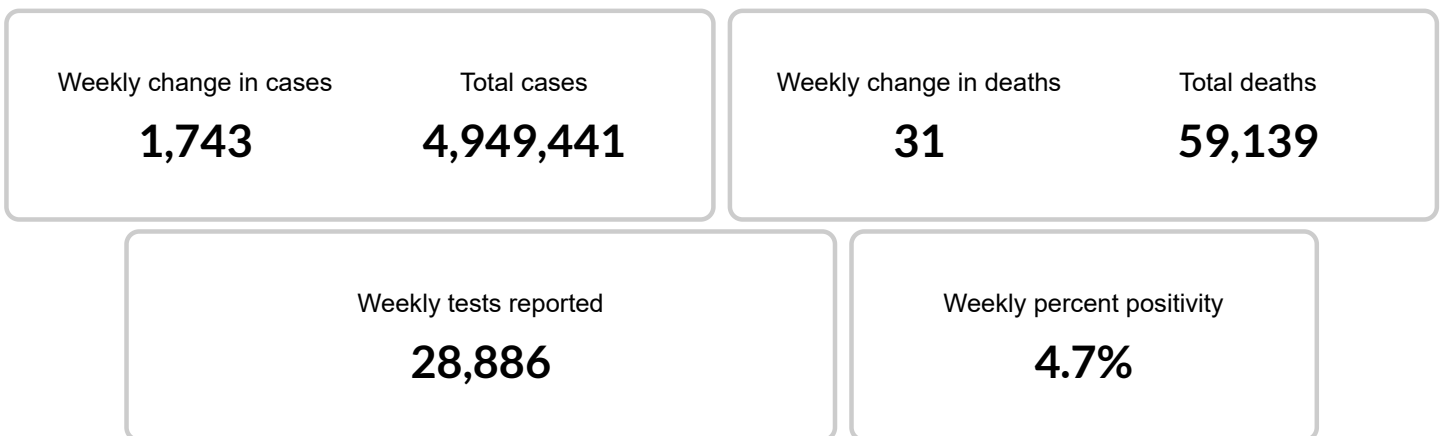 Weekly change in cases
1,743
Total cases
4,949,441
Weekly change in deaths
31
Total deaths
59,139
Weekly tests reported
28,886
Weekly percent positivity
4.7%